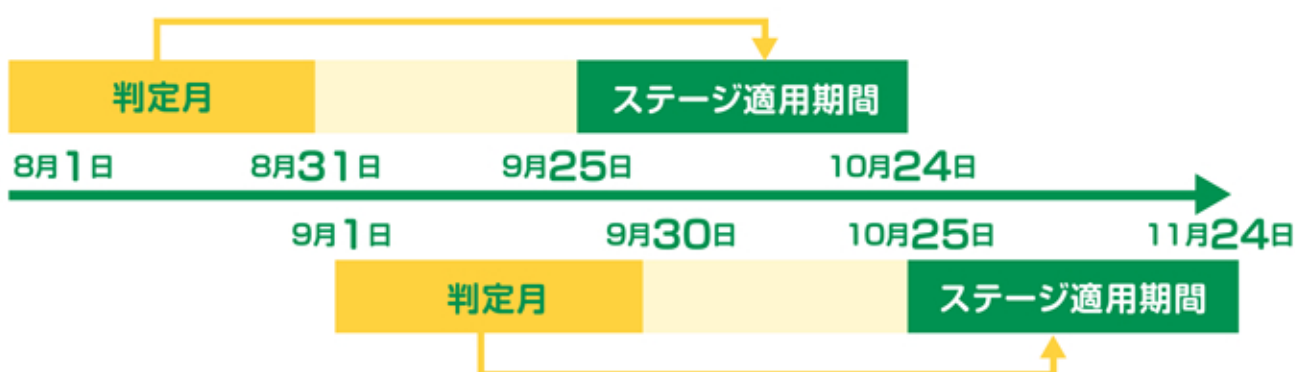 判定月 ステージ適用期間
8月1日 8月31日 9月25日 10月24日
9月1日 9月30日 10月25日 11月24日
判定月 ステージ適用期間